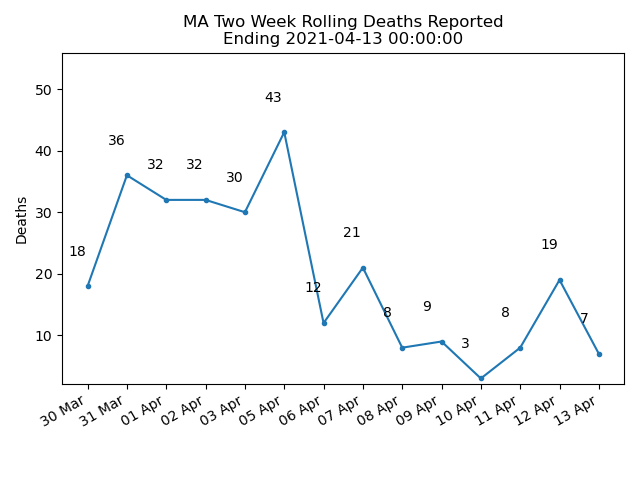 MA Two Week Rolling Deaths Reported
Ending 2021-04-13 00:00:00
50
40
30
20
10
Deaths
18
36
32
32
30
43
12
21
8
9
3
8
19
7
30 Mar
31 Mar
01 Apr
02 Apr
03 Apr
05 Apr
06 Apr
07 Apr
08 Apr
09 Apr
10 Apr
11 Apr
12 Apr
13 Apr